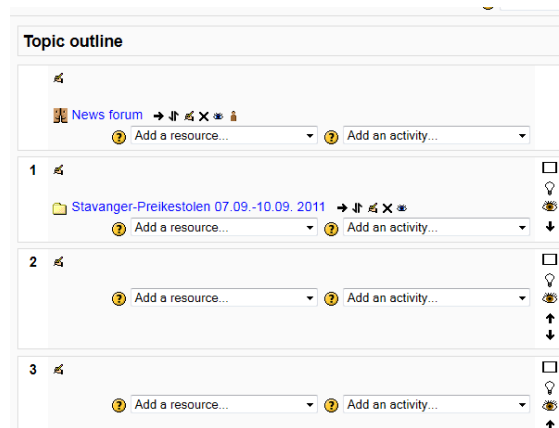 Topic outline
News forum
Add a resource... Add an activity...
1
Stavanger-Preikestolen 07.09.-10.09. 2011
Add a resource... Add an activity...
2
Add a resource... Add an activity...
3
Add a resource... Add an activity...